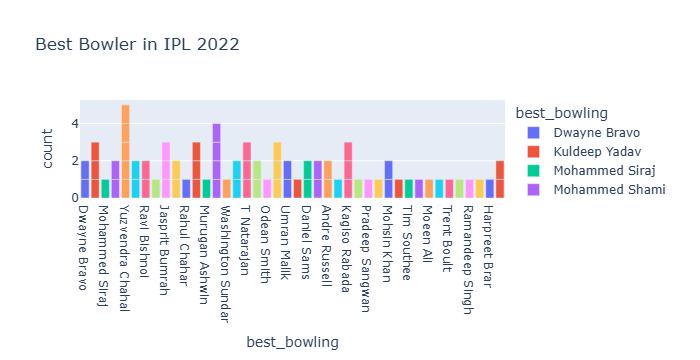 Best Bowler in IPL 2022
best_bowling
Dwayne Bravo
Kuldeep Yadav
Mohammed Siraj
Mohammed Shami
count
4
2
0
Dwayne Bravo
Mohammed Siraj
Yuzvendra Chahal
Ravi Bishnoi
Jasprit Bumrah
Rahul Chahar
Murugan Ashwin
Washington Sundar
T Natarajan
Odean Smith
Umran Malik
Daniel Sams
Andre Russell
Kagiso Rabada
Pradeep Sangwan
Mohsin Khan
Tim Southee
Moeen Ali
Trent Boult
Ramandeep Singh
Harpreet Brar
best_bowling